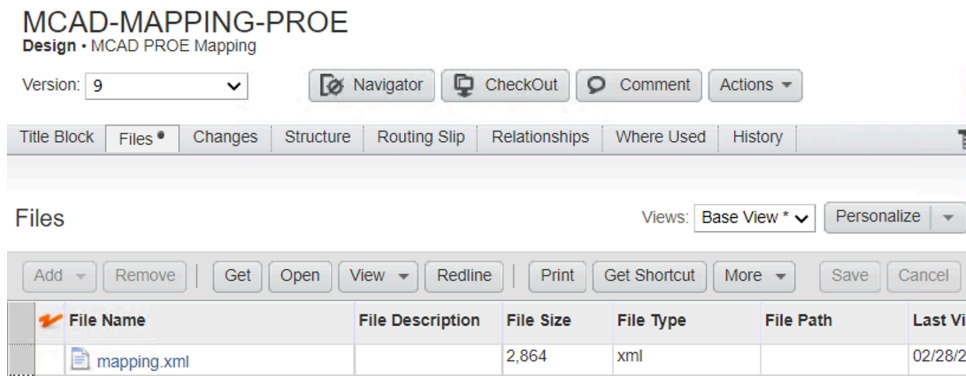 MCAD-MAPPING-PROE
Design • MCAD PROE Mapping
Version: 9 Navigator CheckOut Comment Actions
Title Block Files Changes Structure Routing Slip Relationships Where Used History
Files Views: Base View * Personalize
Add Remove Get Open View Redline Print Get Shortcut More Save Cancel
File Name File Description File Size File Type File Path Last Vi
mapping.xml 2,864 xml 02/28/2